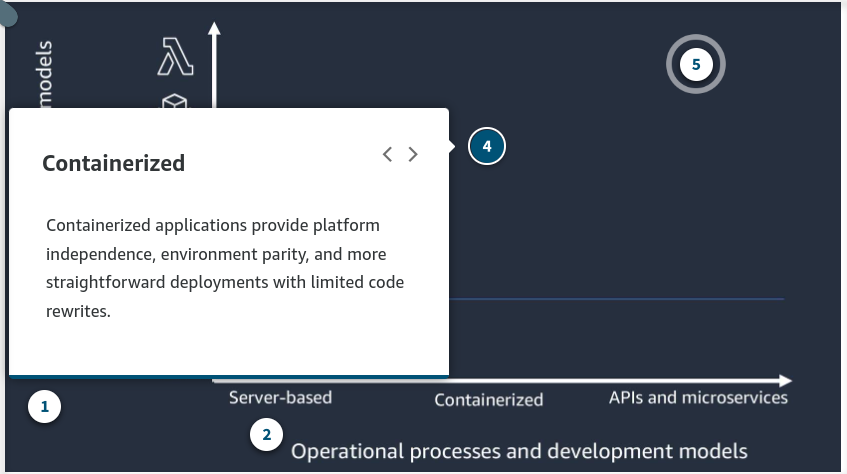 models
5
4
Containerized
Containerized applications provide platform
independence, environment parity, and more
straightforward deployments with limited code
rewrites.
1
Server-based
Containerized
APIs and microservices
2
Operational processes and development models